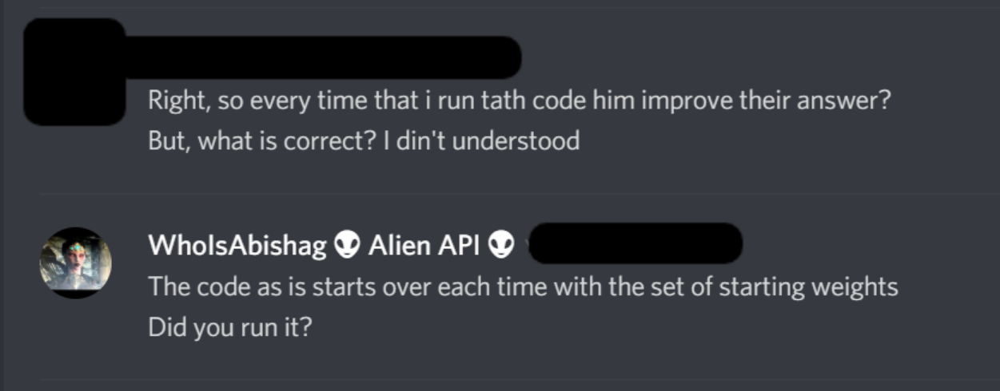 Right, so every time that i run tath code him improve their answer?
But, what is correct? I din't understood
WhoIsAbishag 👽 Alien API 👽
The code as is starts over each time with the set of starting weights
Did you run it?